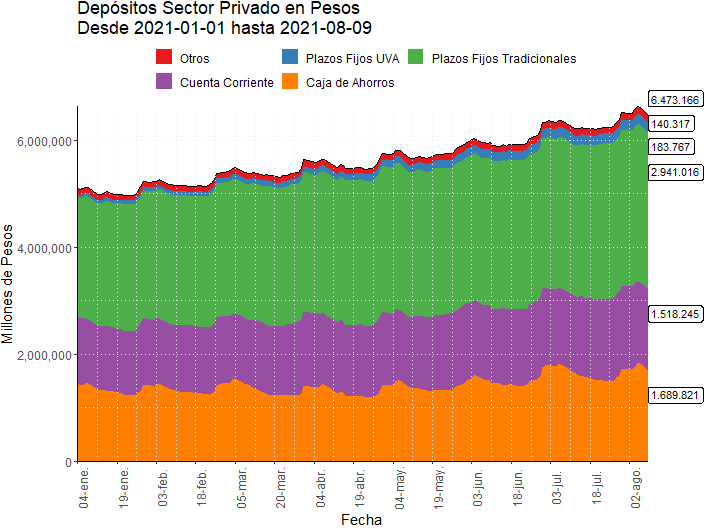 Depósitos Sector Privado en Pesos
Desde 2021-01-01 hasta 2021-08-09
Otros Plazos Fijos UVA Plazos Fijos Tradicionales
Cuenta Corriente Caja de Ahorros
Millones de Pesos
6,000,000
4,000,000
2,000,000
0
6.473.166
140.317
183.767
2.941.016
1.518.245
1.689.821
04-ene. 19-ene. 03-feb. 18-feb. 05-mar. 20-mar. 04-abr. 19-abr. 04-may. 19-may. 03-jun. 18-jun. 03-jul. 18-jul. 02-ago.
Fecha